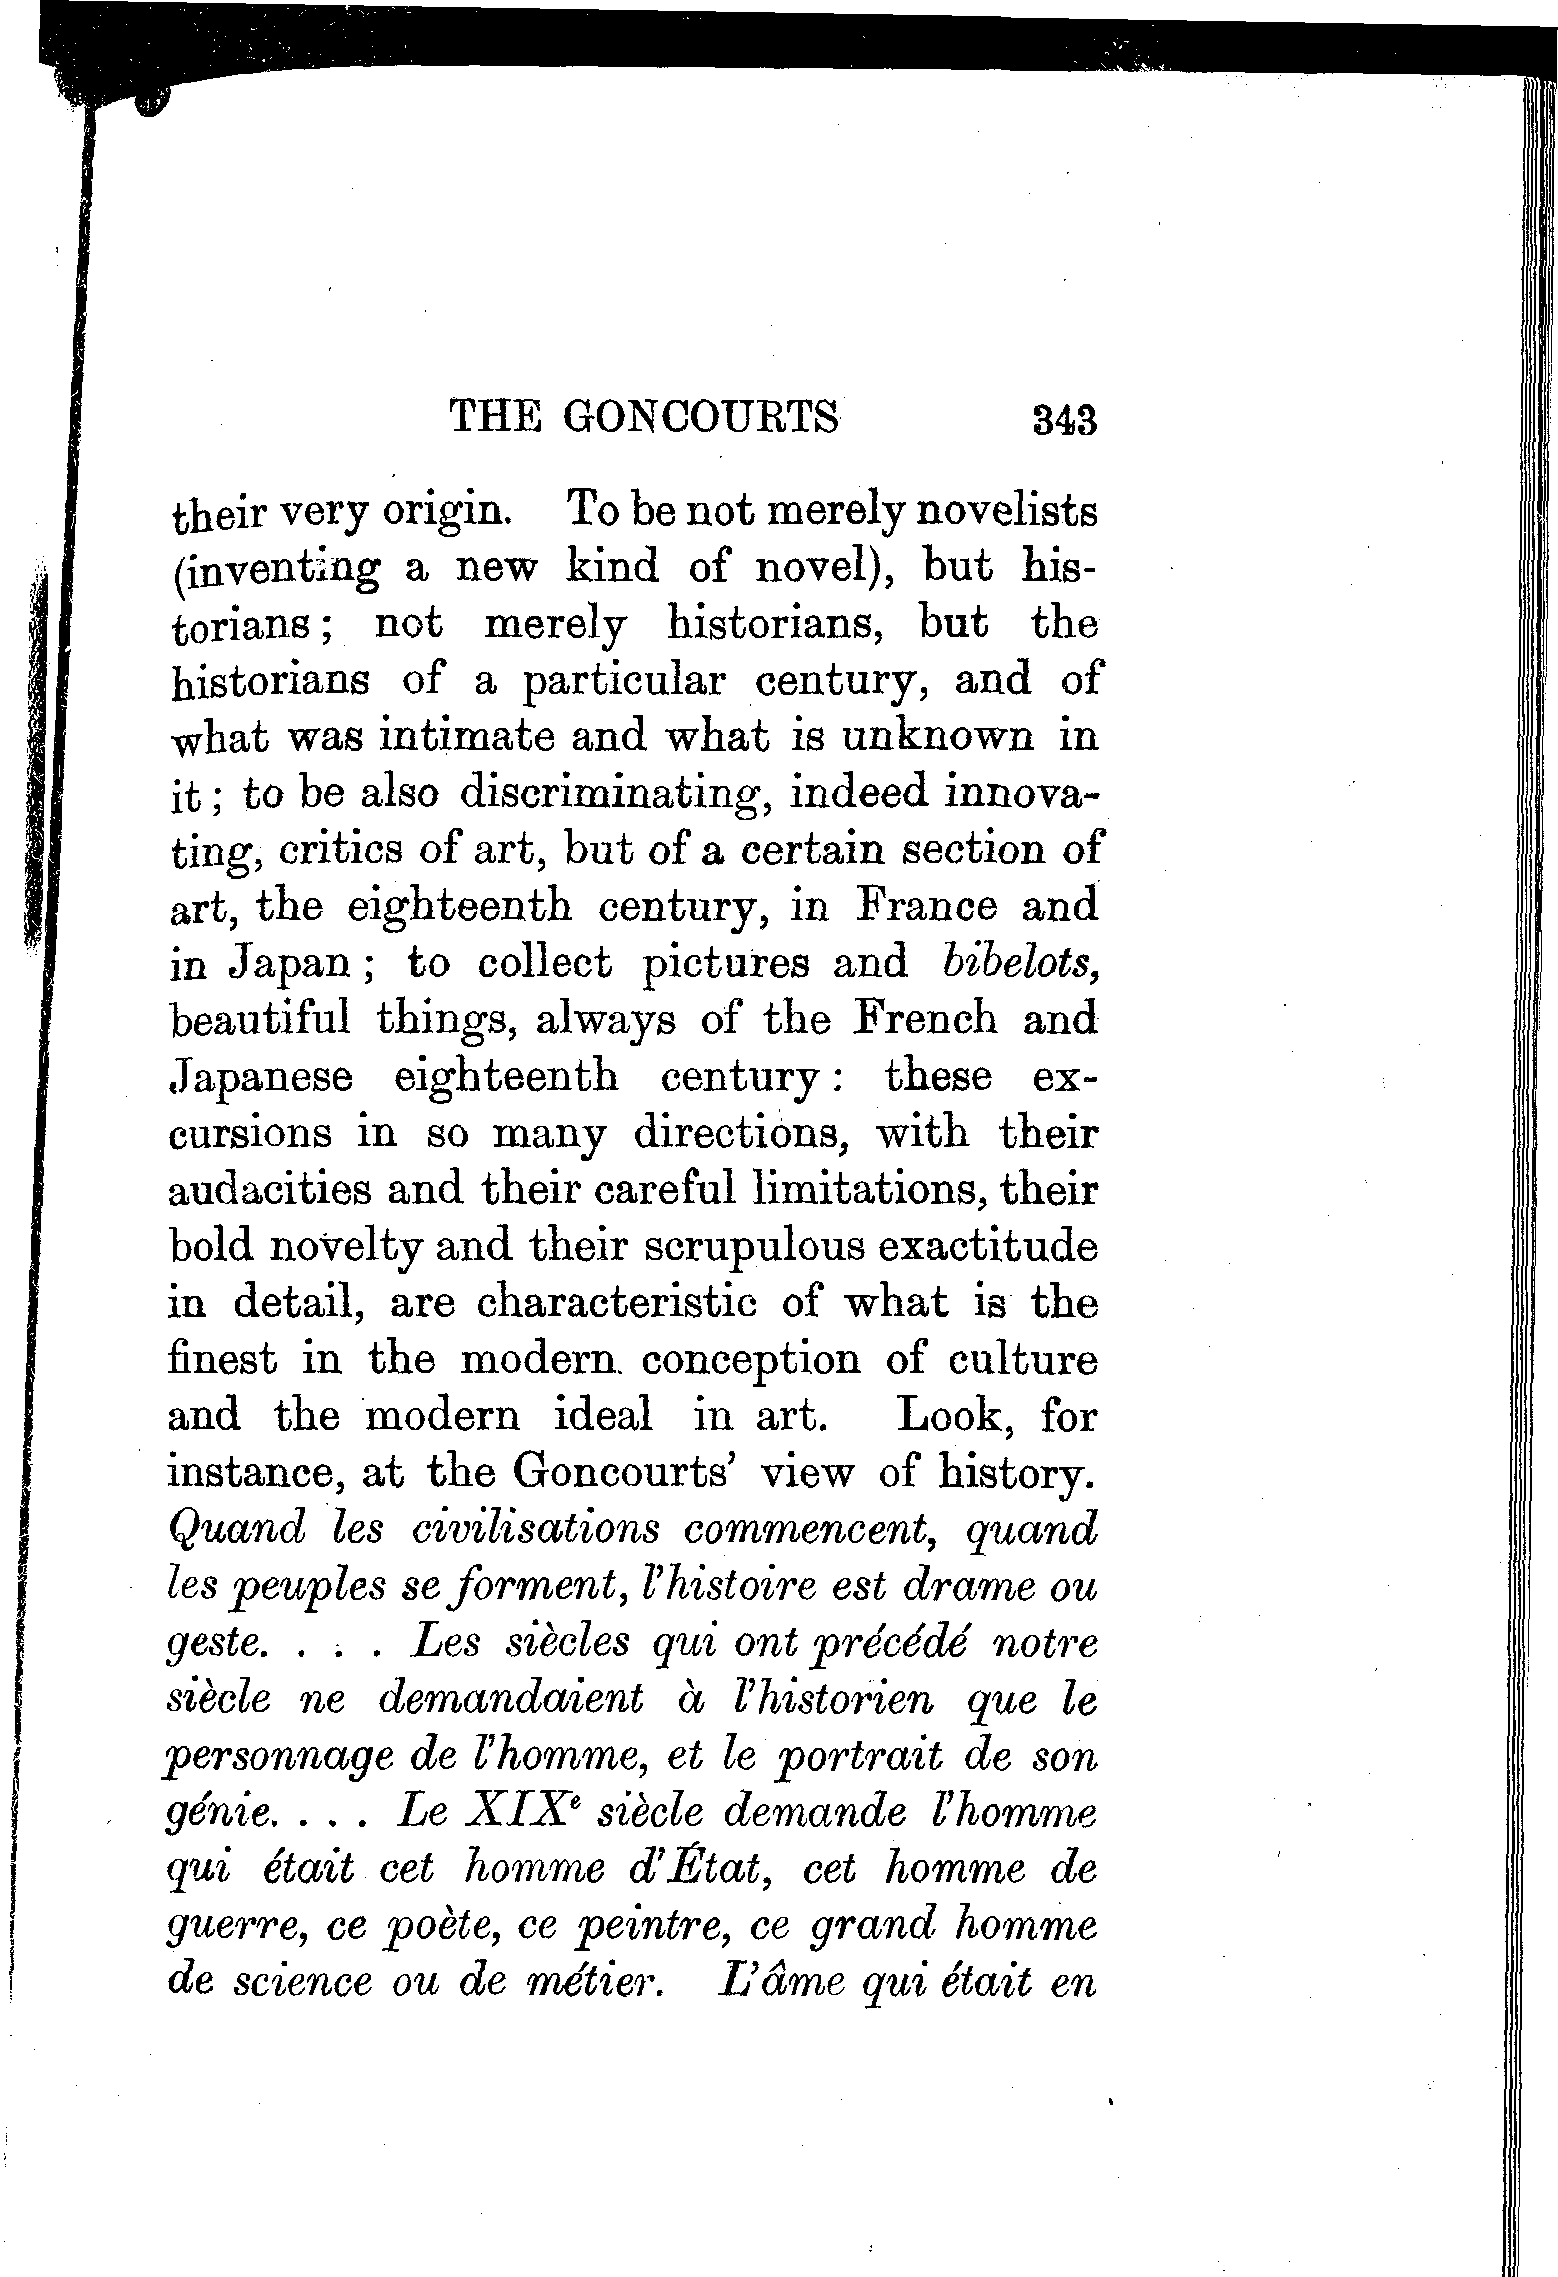 THE GONCOURTS 343
their very origin. To be not merely novelists
(inventing a new kind of novel), but his-
torians; not merely historians, but the
historians of a particular century, and of
what was intimate and what is unknown in
it; to be also discriminating, indeed innova-
ting, critics of art, but of a certain section of
art, the eighteenth century, in France and
in Japan; to collect pictures and bibelots,
beautiful things, always of the French and
Japanese eighteenth century: these ex-
cursions in so many directions, with their
audacities and their careful limitations, their
bold novelty and their scrupulous exactitude
in detail, are characteristic of what is the
finest in the modern conception of culture
and the modern ideal in art. Look, for
instance, at the Goncourts' view of history.
Quand les civilisations commencent, quand
les peuples se forment, l'histoire est drame ou
geste. . . . Les siècles qui ont précédé notre
siècle ne demandaient à l'historien que le
personnage de l'homme, et le portrait de son
génie. . . . Le XIXe siècle demande l'homme
qui était cet homme d'État, cet homme de
guerre, ce poète, ce peintre, ce grand homme
de science ou de métier. L'âme qui était en